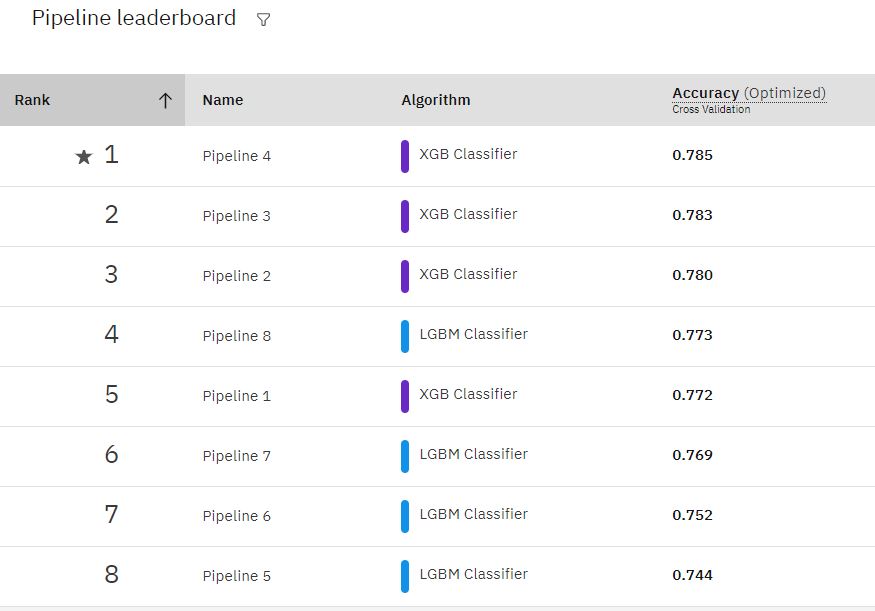 Pipeline leaderboard
Rank Name Algorithm Accuracy (Optimized)
Cross Validation
1 Pipeline 4 XGB Classifier 0.785
2 Pipeline 3 XGB Classifier 0.783
3 Pipeline 2 XGB Classifier 0.780
4 Pipeline 8 LGBM Classifier 0.773
5 Pipeline 1 XGB Classifier 0.772
6 Pipeline 7 LGBM Classifier 0.769
7 Pipeline 6 LGBM Classifier 0.752
8 Pipeline 5 LGBM Classifier 0.744